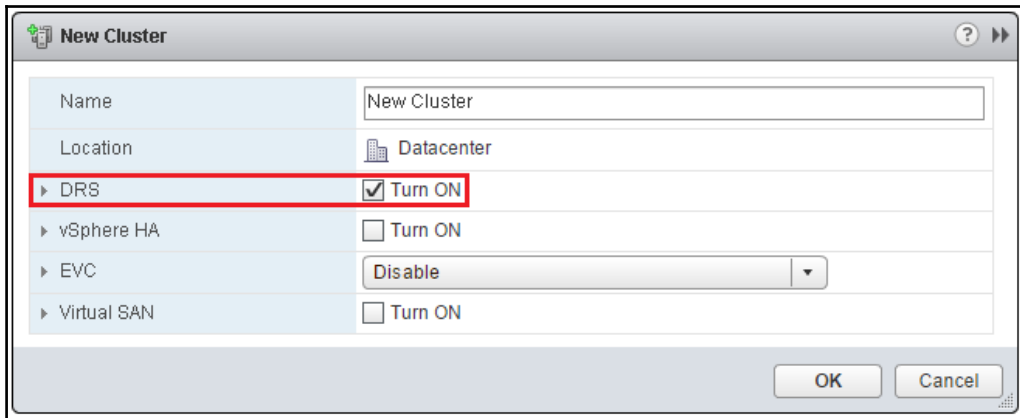 New Cluster ?
Name New Cluster
Location Datacenter
DRS Turn ON
vSphere HA Turn ON
EVC Disable
Virtual SAN Turn ON
OK Cancel